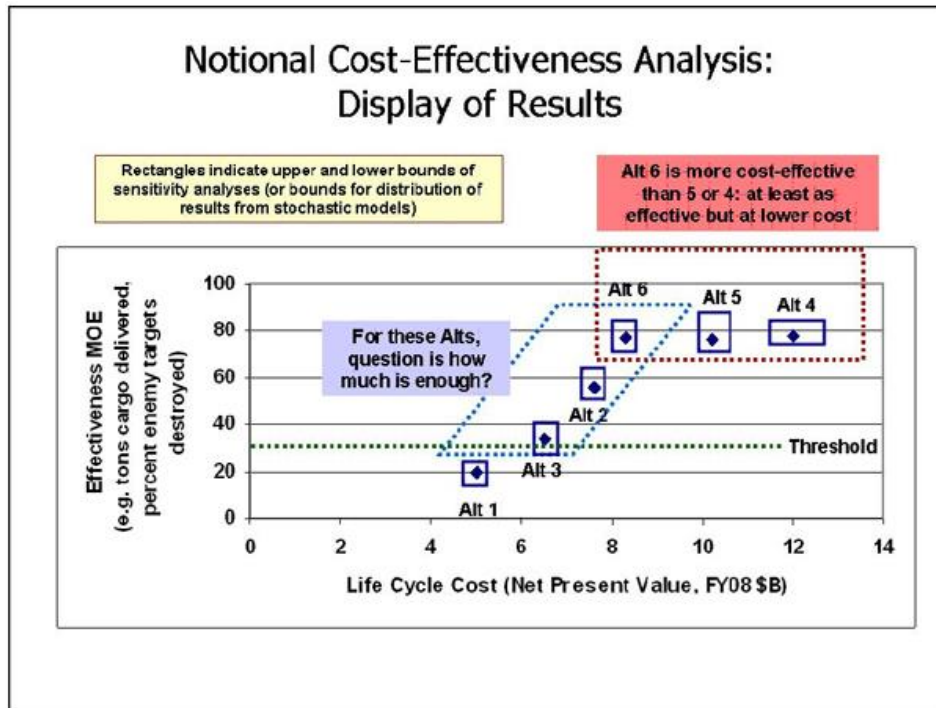 Notional Cost-Effectiveness Analysis:
Display of Results
Rectangles indicate upper and lower bounds of
sensitivity analyses (or bounds for distribution of
results from stochastic models)
Alt 6 is more cost-effective
than 5 or 4: at least as
effective but at lower cost
Effectiveness MOE
(e.g. tons cargo delivered,
percent enemy targets
destroyed)
100
80
60
40
20
0
For these Alts,
question is how
much is enough?
Alt 6
Alt 5
Alt 4
Alt 2
Threshold
Alt 3
Alt 1
0 2 4 6 8 10 12 14
Life Cycle Cost (Net Present Value, FY08 $B)